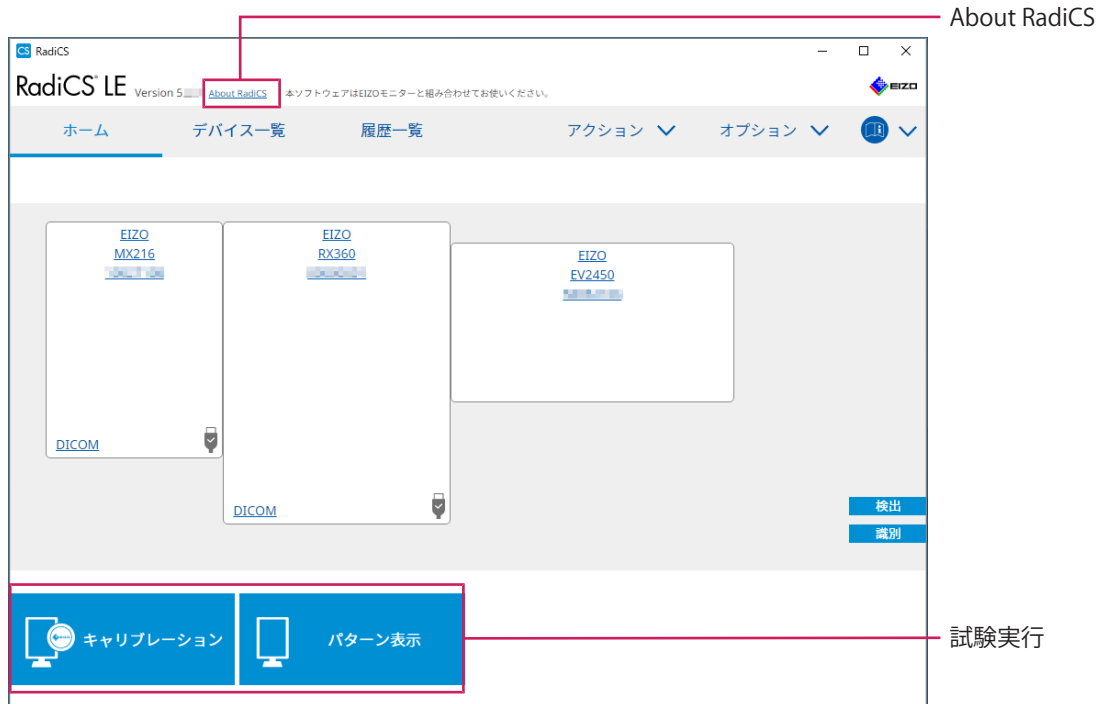 About RadiCS
CS RadiCS
RadiCS LE Version 5. About RadiCS 本ソフトウェアはEIZOモニターと組み合わせてお使いください。 EIZO
ホーム デバイス一覧 履歴一覧 アクション オプション
EIZO
MX216
DICOM
EIZO
RX360
DICOM
EIZO
EV2450
検出
識別
キャリブレーション パターン表示
試験実行